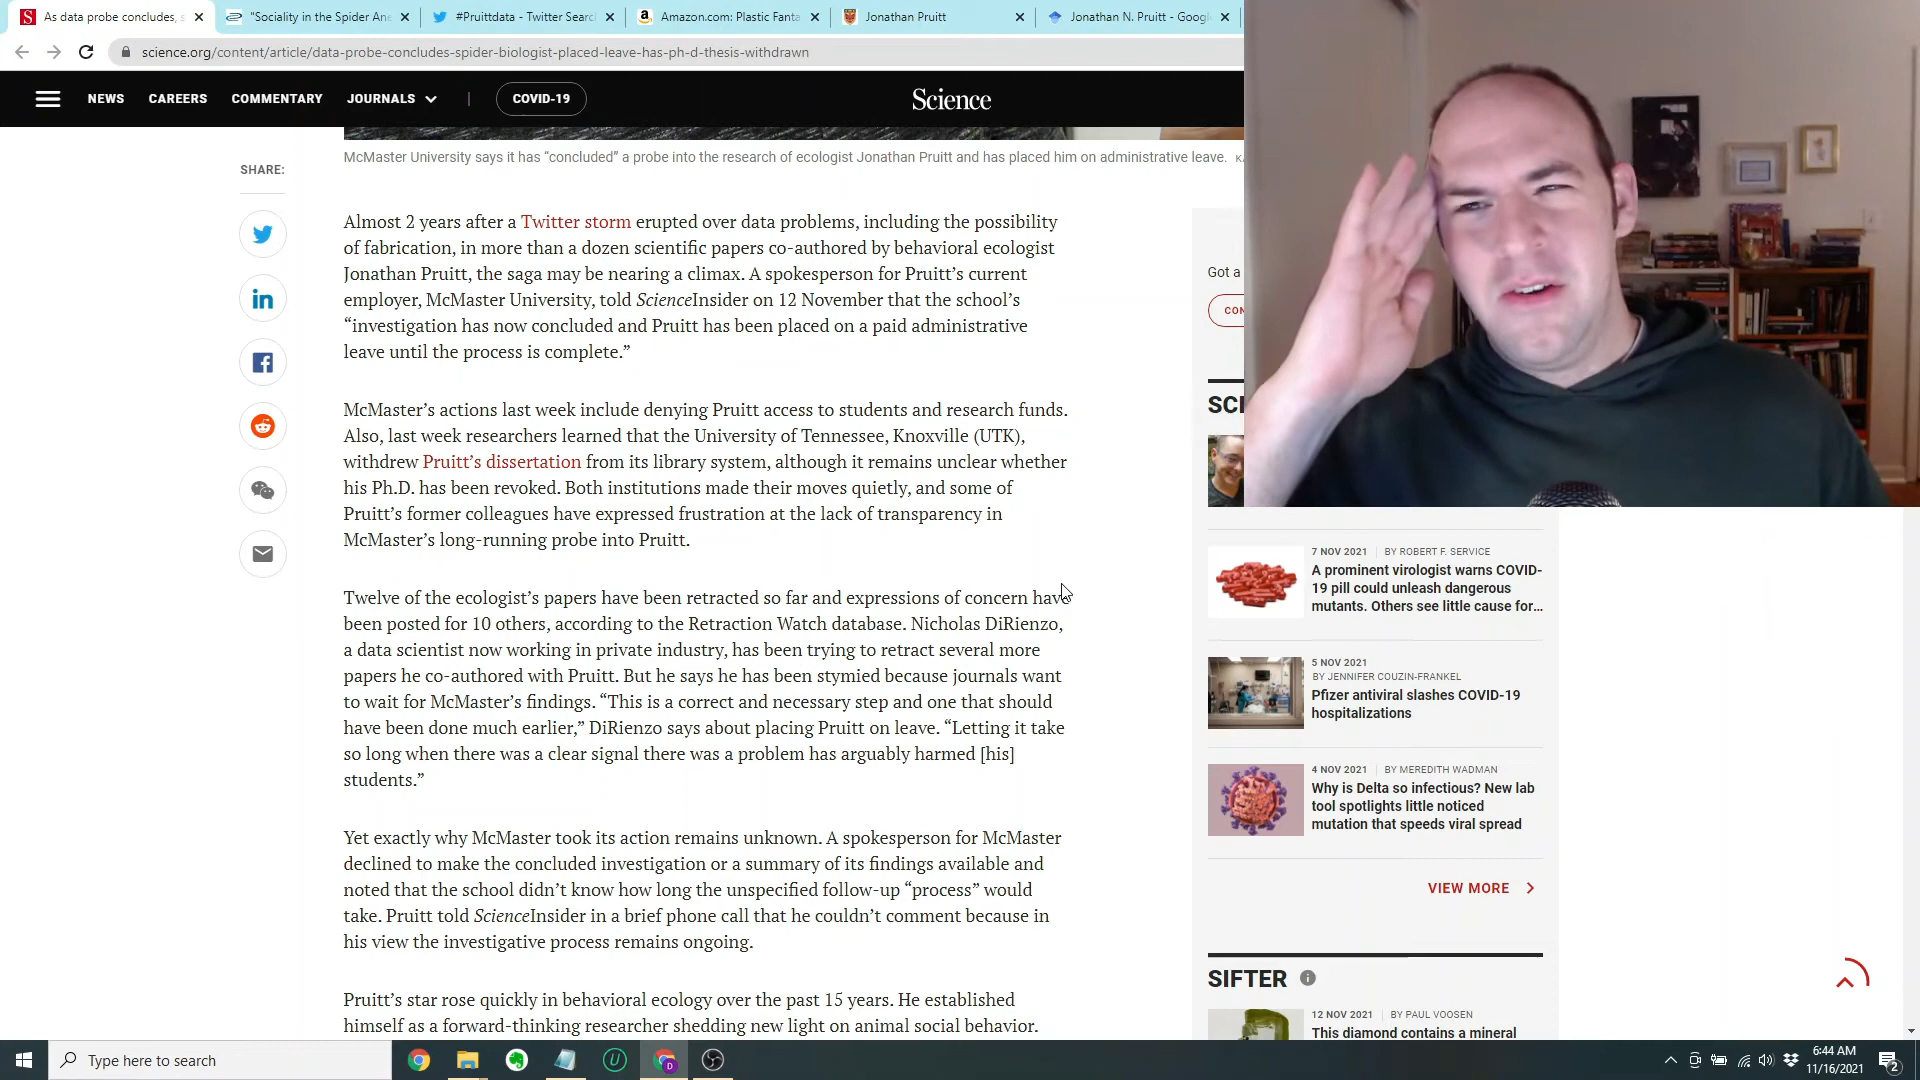 As data probe concludes, s
"Sociality in the Spider Ane
#Pruittdata - Twitter Searc
Amazon.com: Plastic Fanta
Jonathan Pruitt
Jonathan N. Pruitt - Goog
science.org/content/article/data-probe-concludes-spider-biologist-placed-leave-has-ph-d-thesis-withdrawn
NEWS
CAREERS
COMMENTARY
JOURNALS
COVID-19
Science
McMaster University says it has “concluded” a probe into the research of ecologist Jonathan Pruitt and has placed him on administrative leave.
SHARE:
Almost 2 years after a Twitter storm erupted over data problems, including the possibility
of fabrication, in more than a dozen scientific papers co-authored by behavioral ecologist
Jonathan Pruitt, the saga may be nearing a climax. A spokesperson for Pruitt’s current
employer, McMaster University, told ScienceInsider on 12 November that the school’s
“investigation has now concluded and Pruitt has been placed on a paid administrative
leave until the process is complete.”
McMaster’s actions last week include denying Pruitt access to students and research funds.
Also, last week researchers learned that the University of Tennessee, Knoxville (UTK),
withdrew Pruitt’s dissertation from its library system, although it remains unclear whether
his Ph.D. has been revoked. Both institutions made their moves quietly, and some of
Pruitt’s former colleagues have expressed frustration at the lack of transparency in
McMaster’s long-running probe into Pruitt.
Twelve of the ecologist’s papers have been retracted so far and expressions of concern have
been posted for 10 others, according to the Retraction Watch database. Nicholas DiRienzo,
a data scientist now working in private industry, has been trying to retract several more
papers he co-authored with Pruitt. But he says he has been stymied because journals want
to wait for McMaster’s findings. “This is a correct and necessary step and one that should
have been done much earlier,” DiRienzo says about placing Pruitt on leave. “Letting it take
so long when there was a clear signal there was a problem has arguably harmed [his]
students.”
Yet exactly why McMaster took its action remains unknown. A spokesperson for McMaster
declined to make the concluded investigation or a summary of its findings available and
noted that the school didn’t know how long the unspecified follow-up “process” would
take. Pruitt told ScienceInsider in a brief phone call that he couldn’t comment because in
his view the investigative process remains ongoing.
Pruitt’s star rose quickly in behavioral ecology over the past 15 years. He established
himself as a forward-thinking researcher shedding new light on animal social behavior.
Got a
CON
SCI
7 NOV 2021 | BY ROBERT F. SERVICE
A prominent virologist warns COVID-
19 pill could unleash dangerous
mutants. Others see little cause for…
5 NOV 2021
BY JENNIFER COUZIN-FRANKEL
Pfizer antiviral slashes COVID-19
hospitalizations
4 NOV 2021 | BY MEREDITH WADMAN
Why is Delta so infectious? New lab
tool spotlights little noticed
mutation that speeds viral spread
VIEW MORE
SIFTER
12 NOV 2021 | BY PAUL VOOSEN
This diamond contains a mineral
Type here to search
6:44 AM
11/16/2021
2